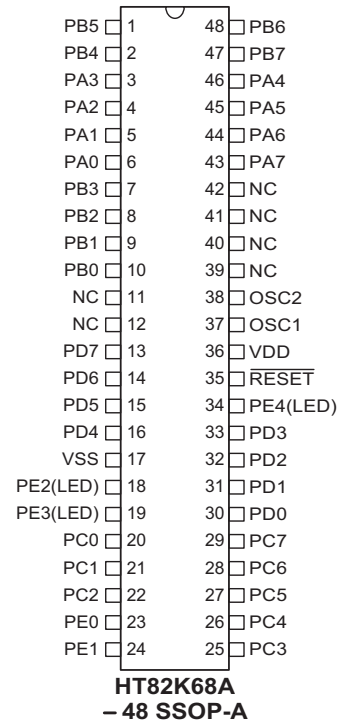 PB5 1 48 PB6
PB4 2 47 PB7
PA3 3 46 PA4
PA2 4 45 PA5
PA1 5 44 PA6
PA0 6 43 PA7
PB3 7 42 NC
PB2 8 41 NC
PB1 9 40 NC
PB0 10 39 NC
NC 11 38 OSC2
NC 12 37 OSC1
PD7 13 36 VDD
PD6 14 35 RESET
PD5 15 34 PE4(LED)
PD4 16 33 PD3
VSS 17 32 PD2
PE2(LED) 18 31 PD1
PE3(LED) 19 30 PD0
PC0 20 29 PC7
PC1 21 28 PC6
PC2 22 27 PC5
PE0 23 26 PC4
PE1 24 25 PC3
HT82K68A
– 48 SSOP-A